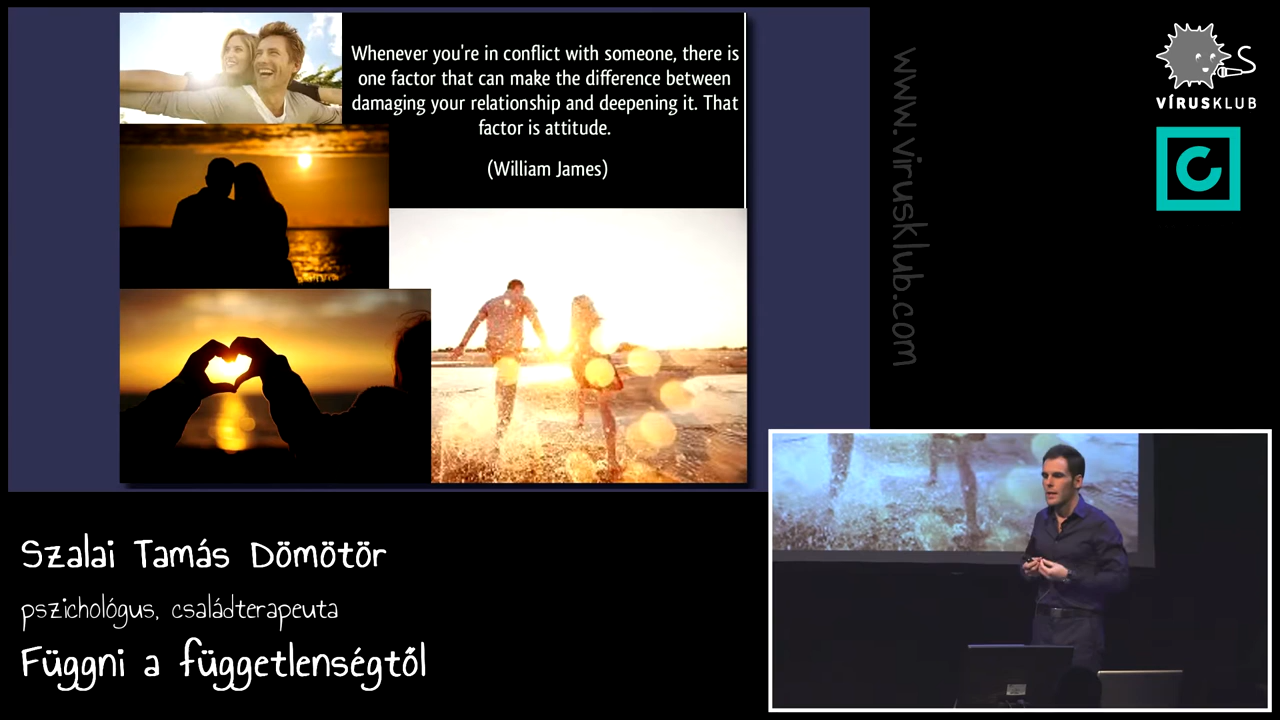 Whenever you're in conflict with someone, there is
one factor that can make the difference between
damaging your relationship and deepening it. That
factor is attitude.
(William James)
www.virusklub.com
VÍRUSKLUB
Szalai Tamás Dömötör
pszichológus, családterapeuta
Függni a függetlenségtől